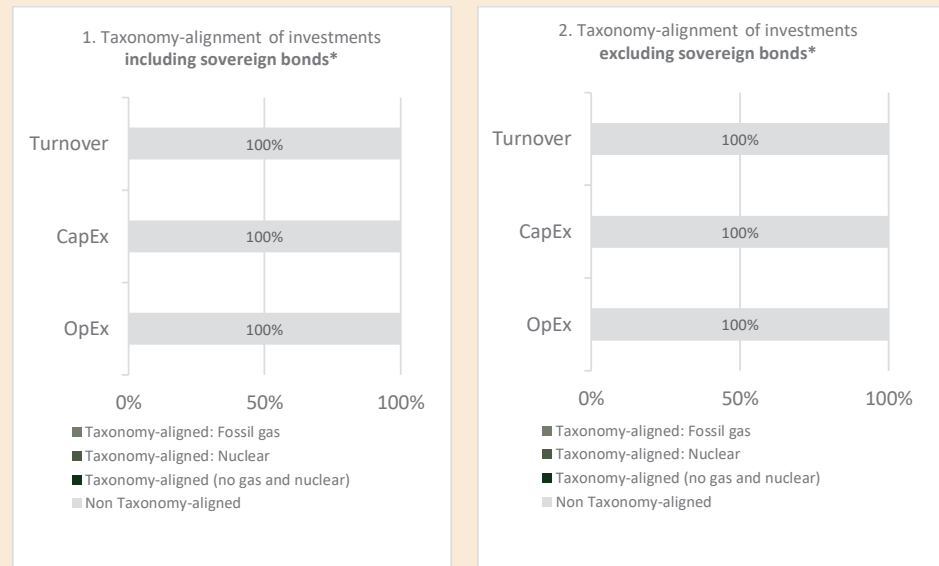 1. Taxonomy-alignment of investments
including sovereign bonds*
Turnover
100%
CapEx
100%
OpEx
100%
0%
50%
100%
Taxonomy-aligned: Fossil gas
Taxonomy-aligned: Nuclear
Taxonomy-aligned (no gas and nuclear)
Non Taxonomy-aligned
2. Taxonomy-alignment of investments
excluding sovereign bonds*
Turnover
100%
CapEx
100%
OpEx
100%
0%
50%
100%
Taxonomy-aligned: Fossil gas
Taxonomy-aligned: Nuclear
Taxonomy-aligned (no gas and nuclear)
Non Taxonomy-aligned